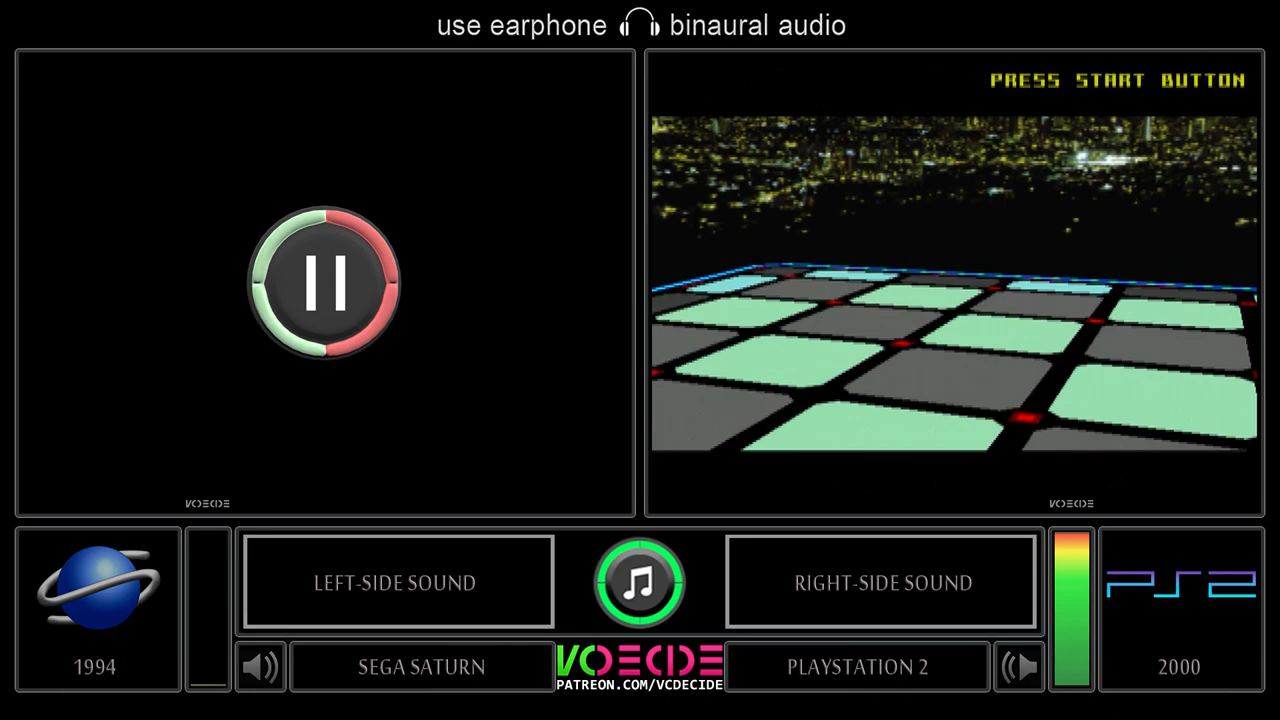 use earphone binaural audio
PRESS START BUTTON
VCDECIDE
VCDECIDE
LEFT-SIDE SOUND
RIGHT-SIDE SOUND
PS2
1994
SEGA SATURN
VCDECIDE
PATREON.COM/VCDECIDE
PLAYSTATION 2
2000